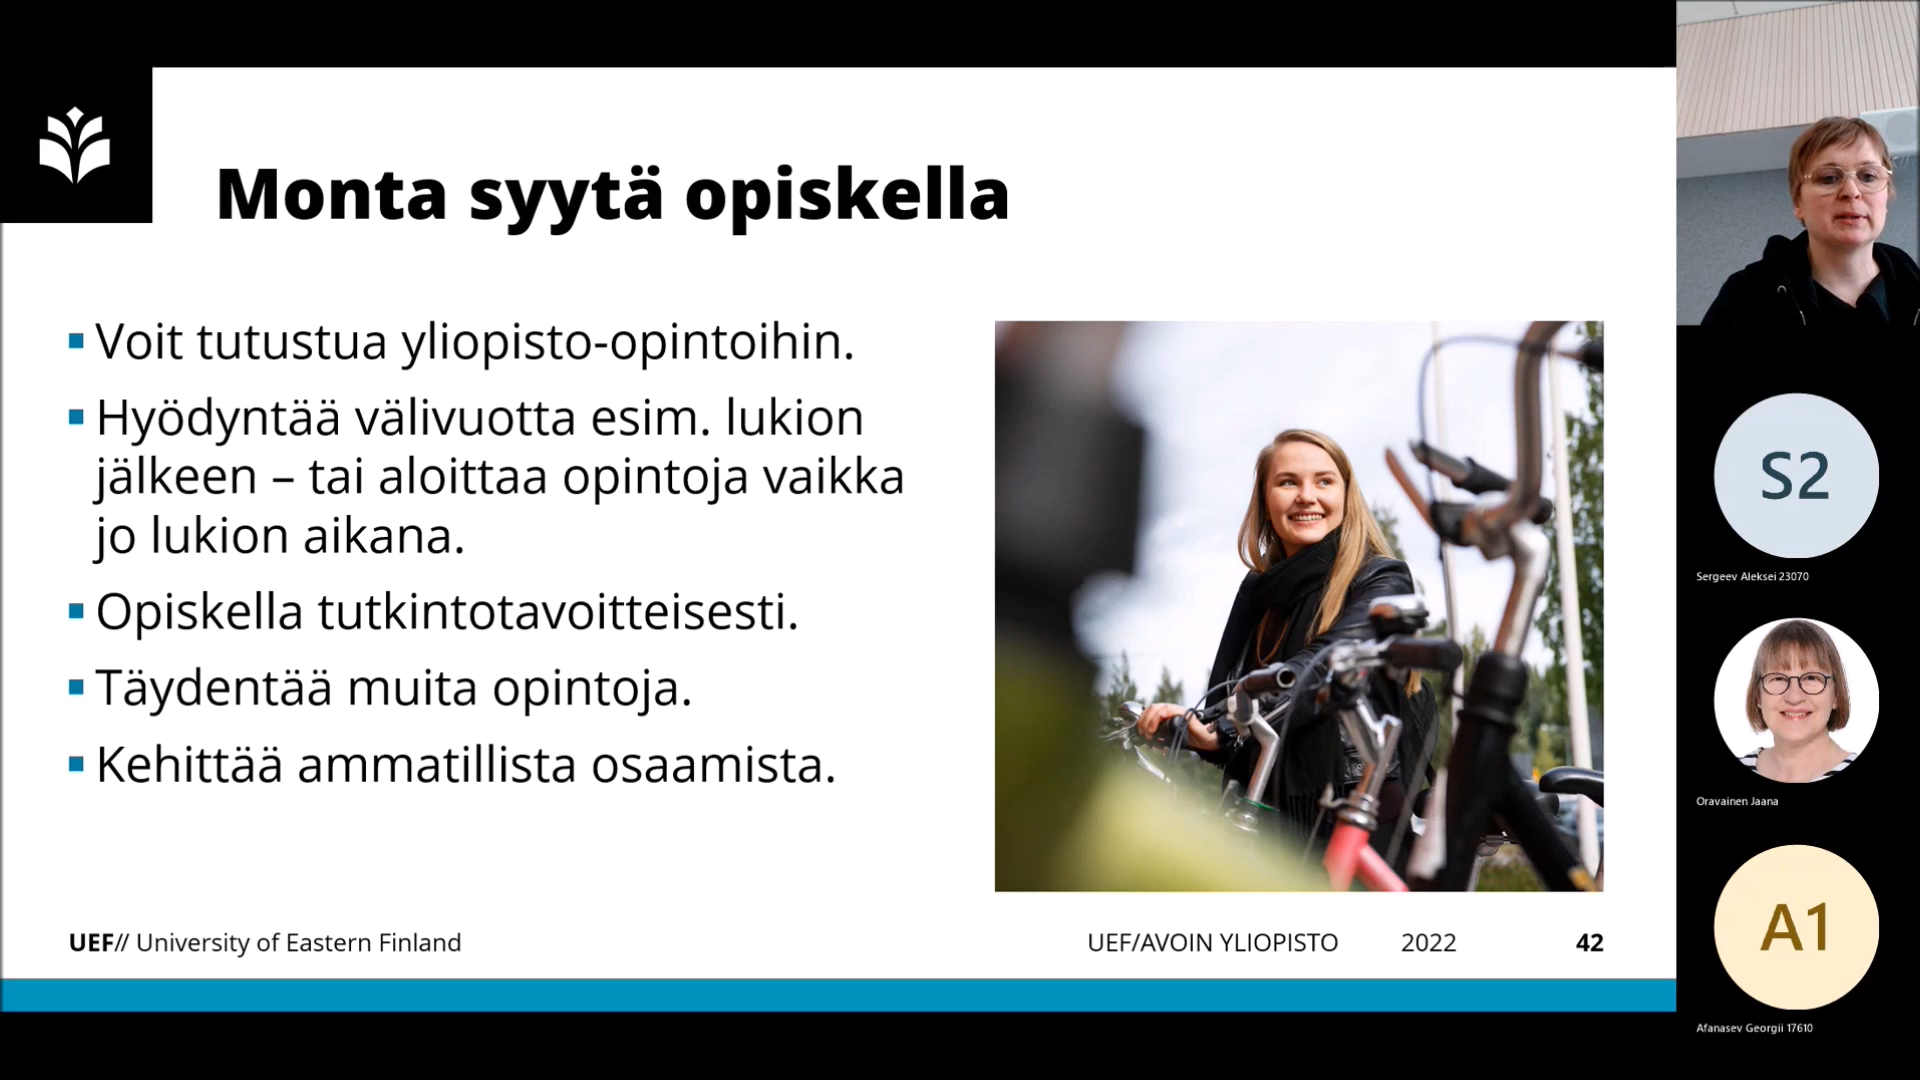 Monta syytä opiskella
Voit tutustua yliopisto-opintoihin.
Hyödyntää välivuotta esim. lukion
jälkeen – tai aloittaa opintoja vaikka
jo lukion aikana.
Opiskella tutkintotavoitteisesti.
Täydentää muita opintoja.
Kehittää ammatillista osaamista.
UEF// University of Eastern Finland
UEF/AVOIN YLIOPISTO 2022 42
S2
Sergeev Aleksei 23070
Oravainen Jaana
A1
Afanasev Georgii 17610